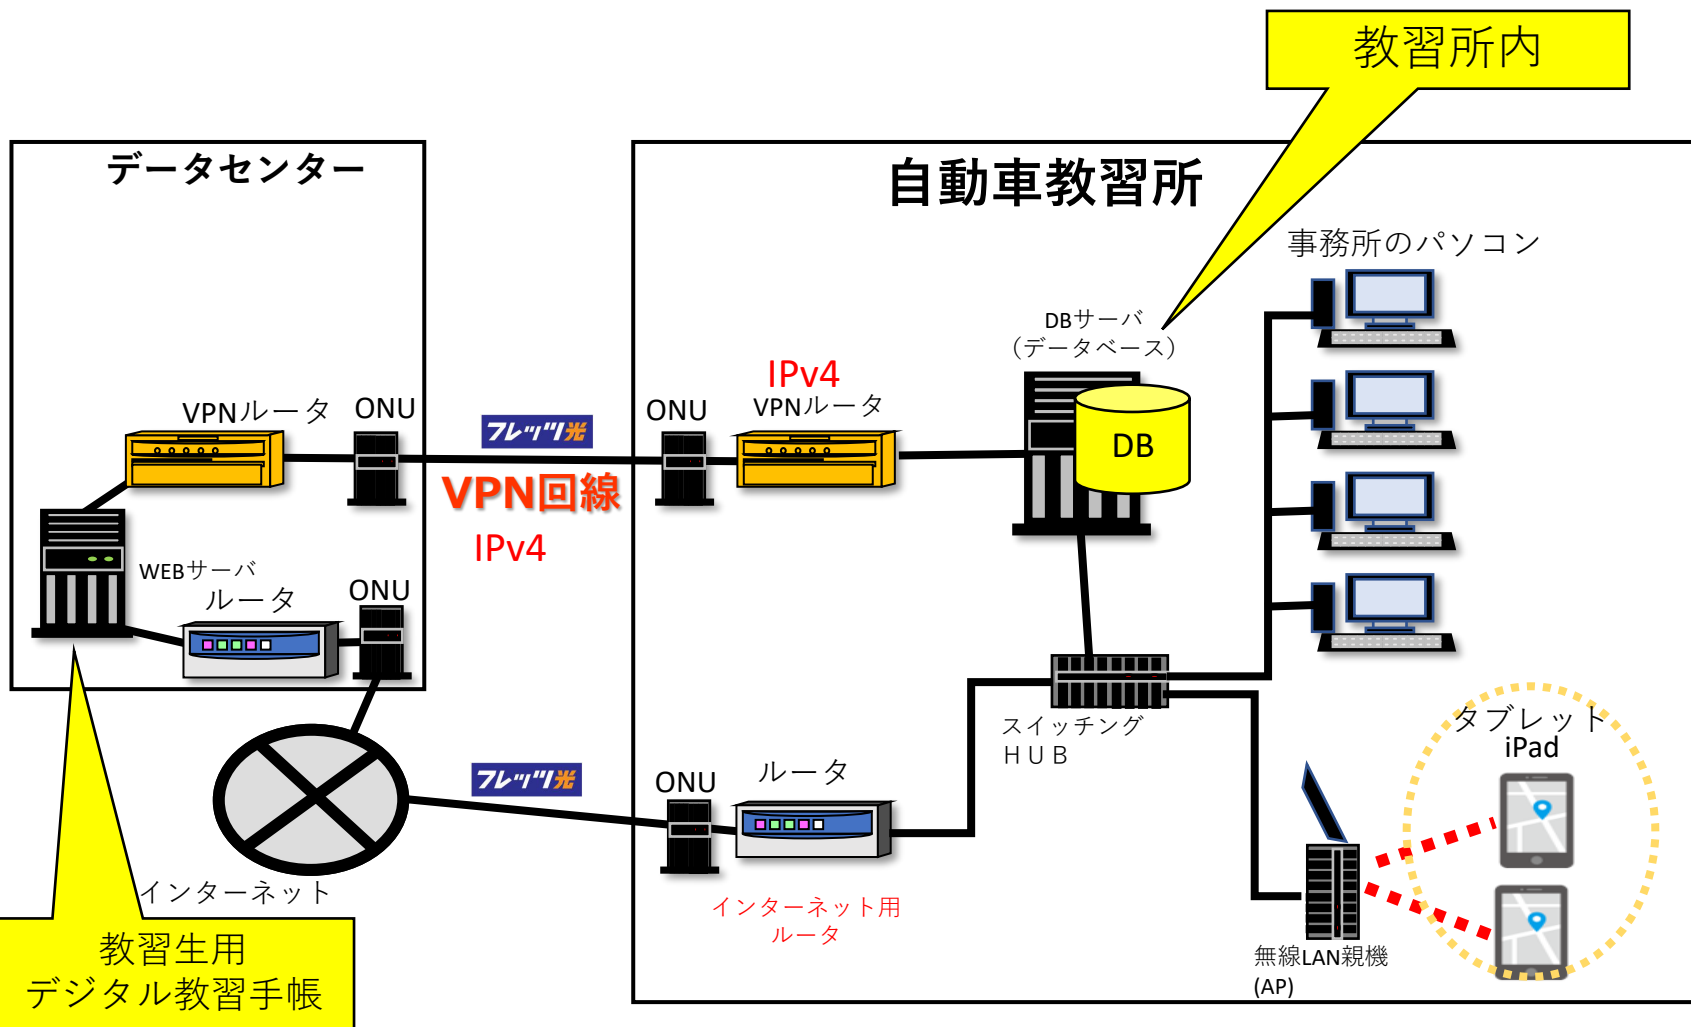 教習所内
データセンター
自動車教習所
事務所のパソコン
DBサーバ
（データベース）
IPv4
VPNルータ
ONU
フレッツ光
ONU
VPNルータ
DB
VPN回線
IPv4
WEBサーバ
ルータ
ONU
スイッチング
ＨＵＢ
タブレット
iPad
フレッツ光
ONU
ルータ
インターネット
インターネット用
ルータ
無線LAN親機
(AP)
教習生用
デジタル教習手帳